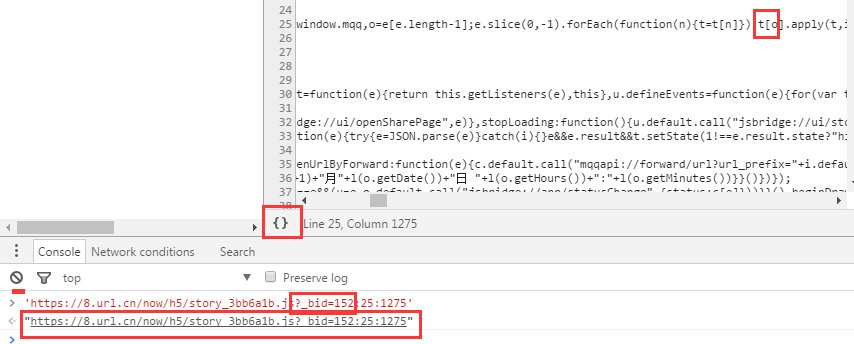 24
25 window.mqq,o=e[e.length-1];e.slice(0,-1).forEach(function(n){t=t[n]}) t[o].apply(t,i
26
27
28
29
30 t=function(e){return this.getListeners(e),this},u.defineEvents=function(e){for(var t
31
32 dge://ui/openSharePage",e)},stopLoading:function(){u.default.call("jsbridge://ui/sto
33 tion(e){try{e=JSON.parse(e)}catch(i){}e&&e.result&&t.setState(1!==e.result.state?"hi
34
35 enUrlByForward:function(e){c.default.call("mqqapi://forward/url?url_prefix="+i.defau
36 +1)+"月"+l(o.getDate())+"日 "+l(o.getHours())+":"+l(o.getMinutes())}}()})});
37
38
{} Line 25, Column 1275
Console Network conditions Search
top Preserve log
> 'https://8.url.cn/now/h5/story_3bb6a1b.js?_bid=152:25:1275'
"https://8.url.cn/now/h5/story_3bb6a1b.js?_bid=152:25:1275"
>